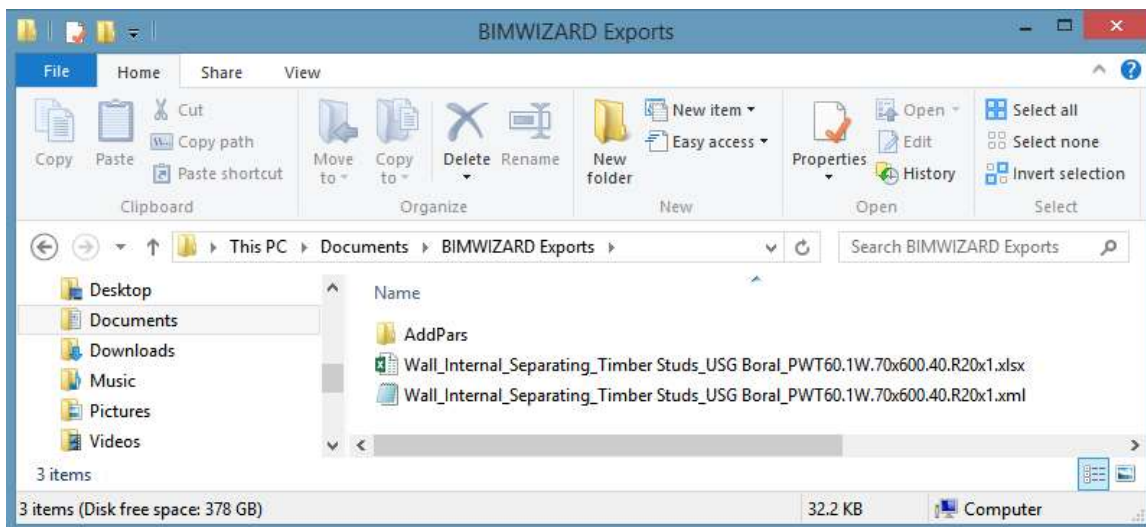 BIMWIZARD Exports
File Home Share View
Copy
Paste
Cut
Copy path
Paste shortcut
Clipboard
Move to
Copy to
Delete
Rename
Organize
New folder
New item
Easy access
New
Properties
Open
Edit
History
Open
Select all
Select none
Invert selection
Select
This PC Documents BIMWIZARD Exports
Search BIMWIZARD Exports
Desktop
Documents
Downloads
Music
Pictures
Videos
Name
AddPars
Wall_Internal_Separating_Timber Studs_USG Boral_PWT60.1W.70x600.40.R20x1.xlsx
Wall_Internal_Separating_Timber Studs_USG Boral_PWT60.1W.70x600.40.R20x1.xml
3 items
3 items (Disk free space: 378 GB) 32.2 KB Computer